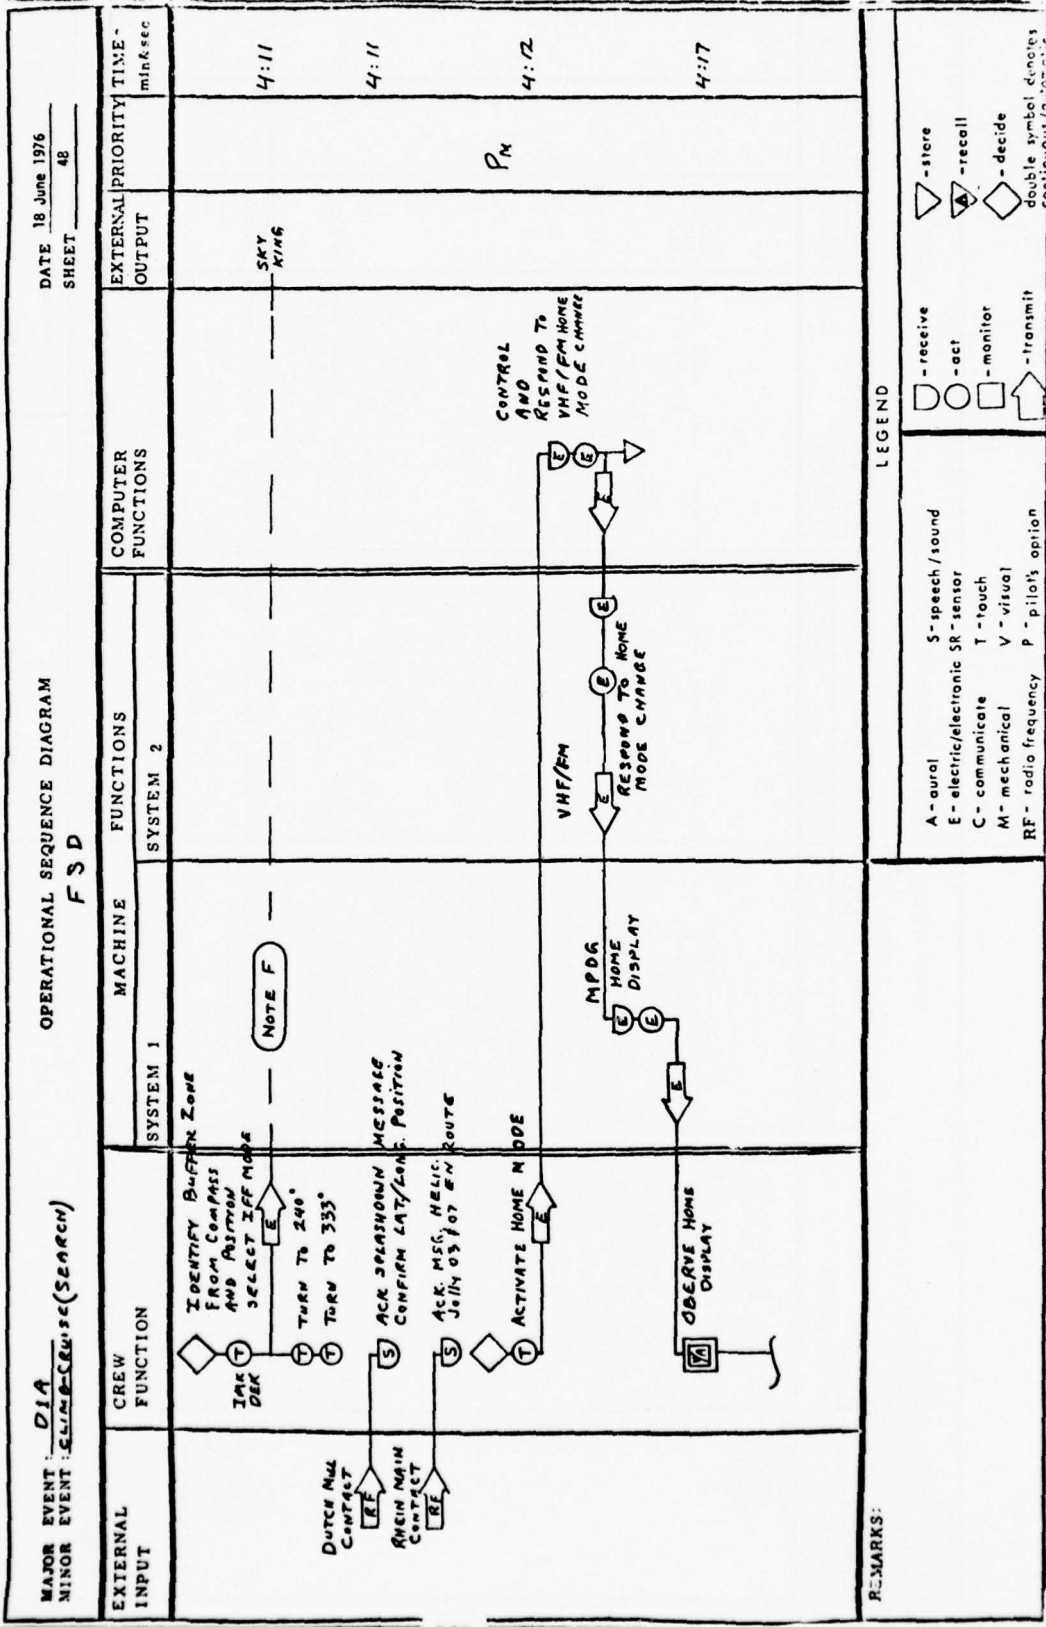 MAJOR EVENT: DIA
MINOR EVENT: CLIMB-CRUISE (SEARCH)
OPERATIONAL SEQUENCE DIAGRAM
FSD
DATE 18 June 1976
SHEET 48
EXTERNAL INPUT
CREW FUNCTION
MACHINE FUNCTIONS
SYSTEM 1
SYSTEM 2
COMPUTER FUNCTIONS
EXTERNAL OUTPUT
PRIORITY
TIME-
min&sec
IDENTIFY BUFFER ZONE
FROM COMPASS
AND POSITION
SELECT IFF MODE
T
IMK
DEK
E
NOTE F
SKY
KING
4:11
T
TURN TO 240°
T
TURN TO 333°
DUTCH MILL
CONTACT
RF
S
ACK SPLASHDOWN MESSAGE
CONFIRM LAT/LONG. POSITION
4:11
RHEIN MAIN
CONTACT
RF
S
ACK. MSG, HELIC.
Jolly 03/07 EN ROUTE
T
ACTIVATE HOME MODE
E
CONTROL
AND
RESPOND TO
VHF/FM HOME
MODE CHANGE
PM
4:12
E
E
E
VHF/FM
E
E
E
RESPOND TO HOME
MODE CHANGE
MPDG
HOME
DISPLAY
E
E
E
OBERVE HOME
DISPLAY
VA
4:17
REMARKS:
LEGEND
A - aural
S - speech/sound
E - electric/electronic
SR - sensor
C - communicate
T - touch
M - mechanical
V - visual
RF - radio frequency
P - pilot's option
- receive
- act
- monitor
- transmit
- store
- recall
- decide
double symbol denotes